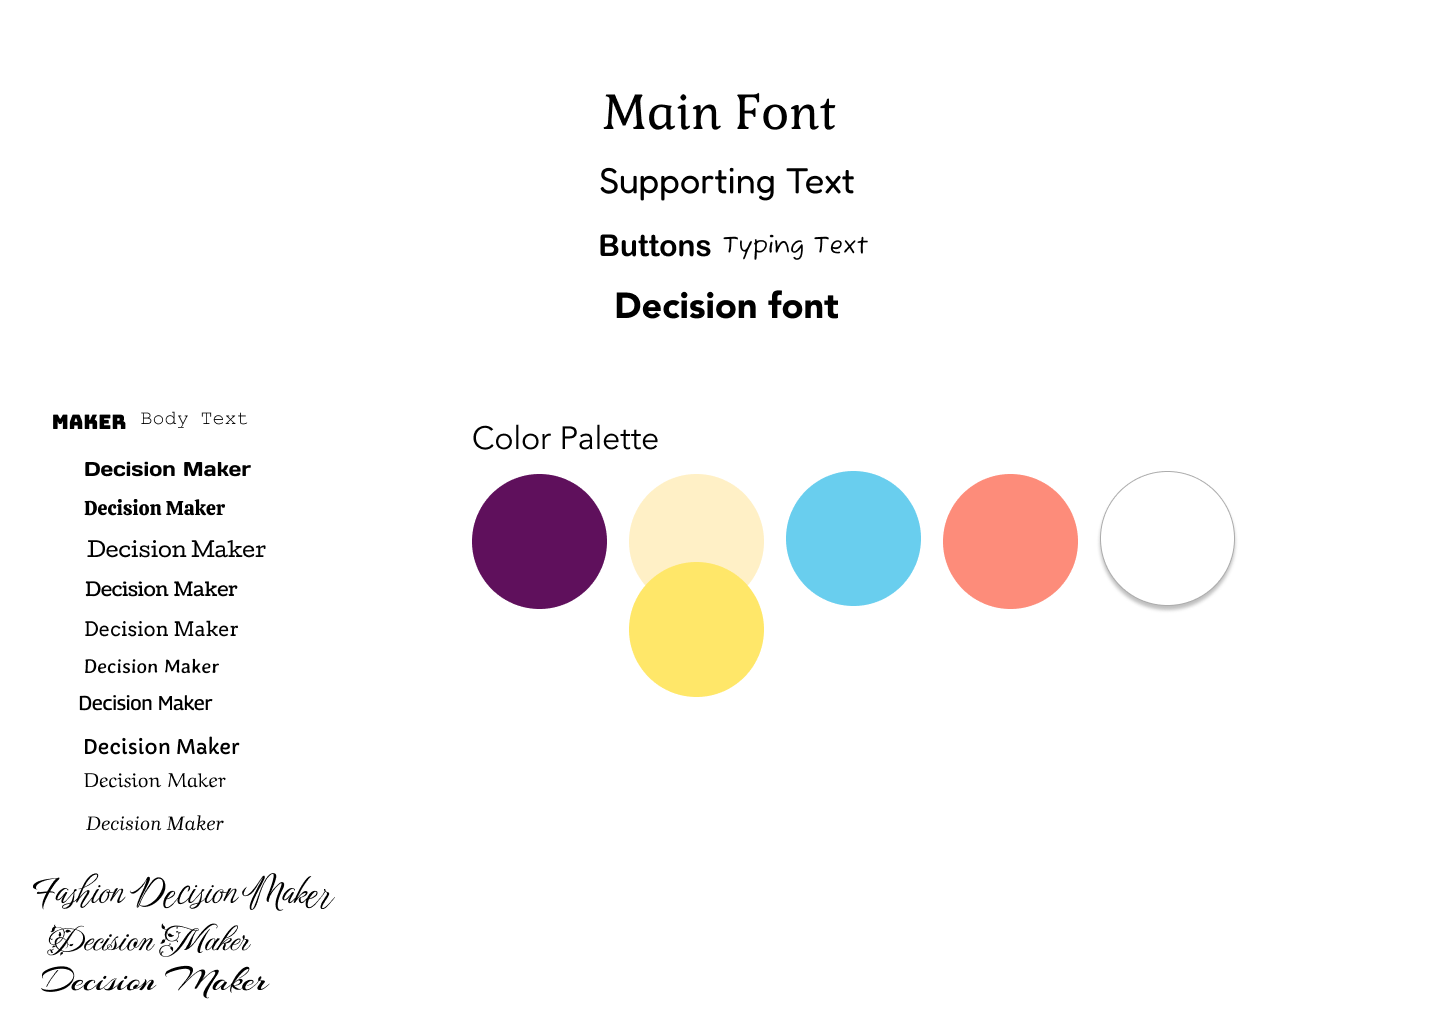 Main Font
Supporting Text
Buttons Typing Text
Decision font
MAKER Body Text
Decision Maker
Decision Maker
Decision Maker
Decision Maker
Decision Maker
Decision Maker
Decision Maker
Decision Maker
Decision Maker
Decision Maker
Fashion Decision Maker
Decision Maker
Decision Maker
Color Palette